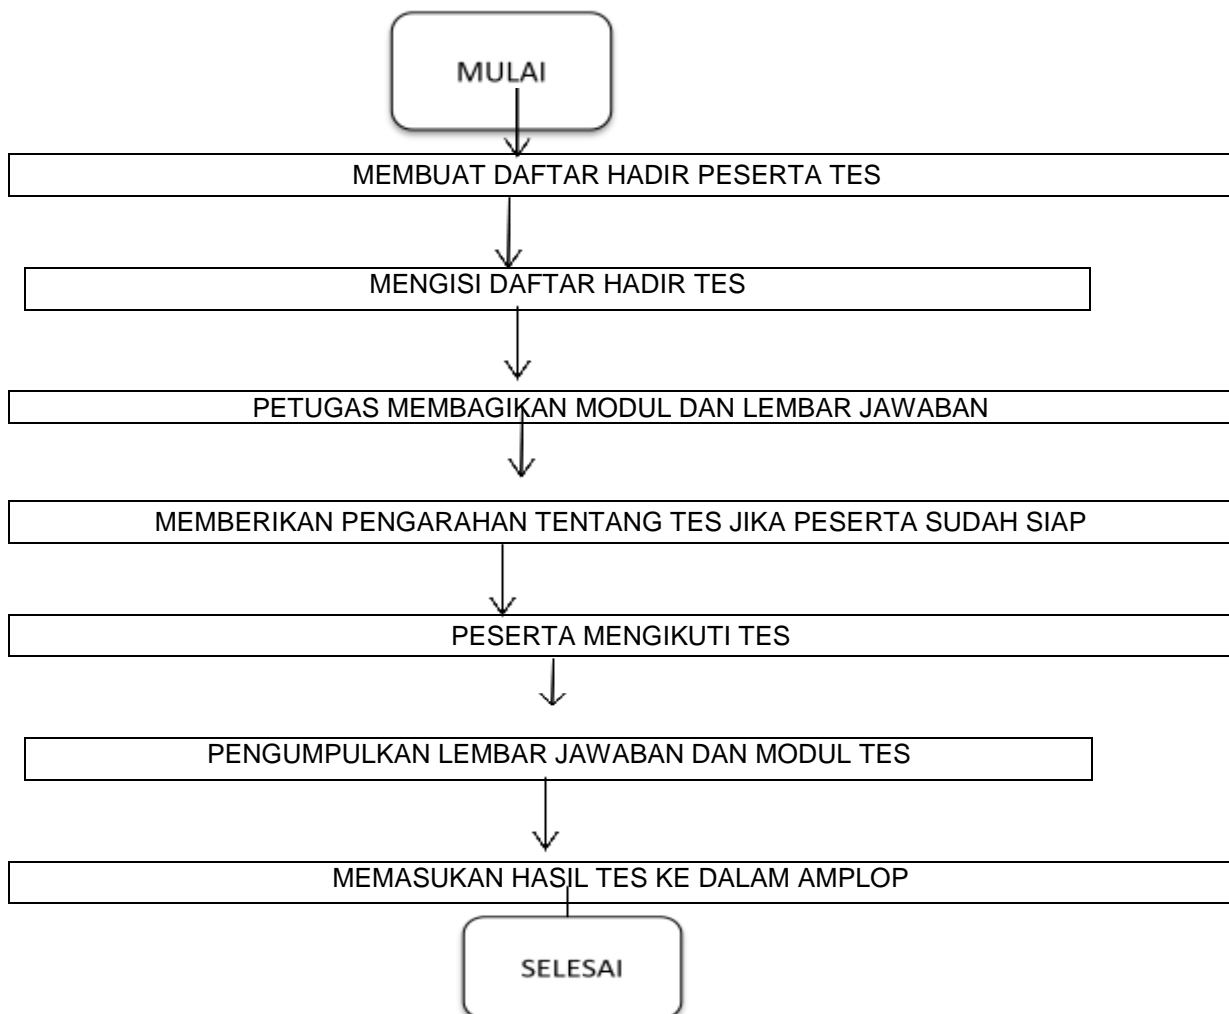 MULAI
MEMBUAT DAFTAR HADIR PESERTA TES
MENGISI DAFTAR HADIR TES
PETUGAS MEMBAGIKAN MODUL DAN LEMBAR JAWABAN
MEMBERIKAN PENGARAHAN TENTANG TES JIKA PESERTA SUDAH SIAP
PESERTA MENGIKUTI TES
PENGUMPULKAN LEMBAR JAWABAN DAN MODUL TES
MEMASUKAN HASIL TES KE DALAM AMPLOP
SELESAI